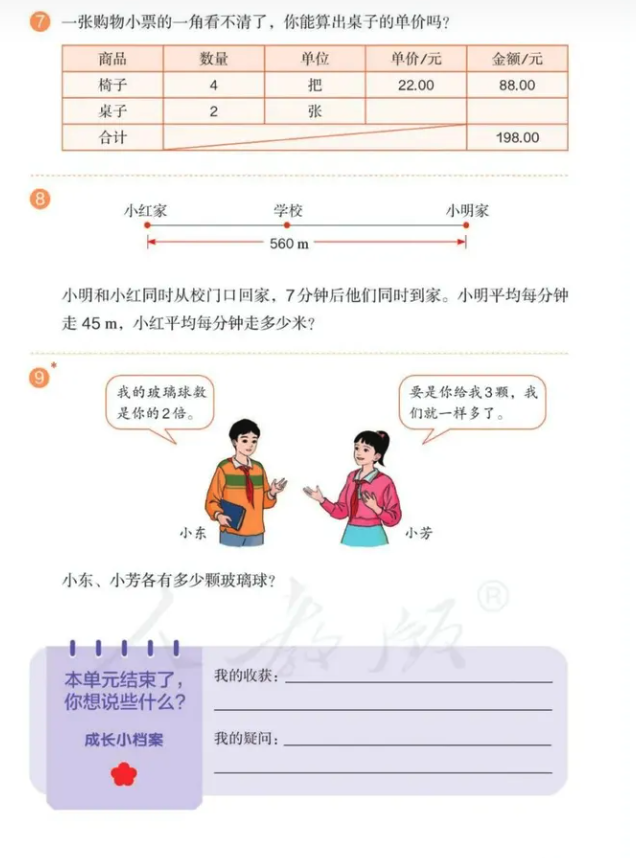 7 一张购物小票的一角看不清了，你能算出桌子的单价吗？
商品 数量 单位 单价/元 金额/元
椅子 4 把 22.00 88.00
桌子 2 张
合计 198.00
8
小红家 学校 小明家
560 m
小明和小红同时从校门口回家，7分钟后他们同时到家。小明平均每分钟
走 45 m，小红平均每分钟走多少米？
9*
我的玻璃球数
是你的2倍。
要是你给我3颗，我
们就一样多了。
小东
小芳
小东、小芳各有多少颗玻璃球？
人教版®
本单元结束了，
你想说些什么？
成长小档案
我的收获：
我的疑问：